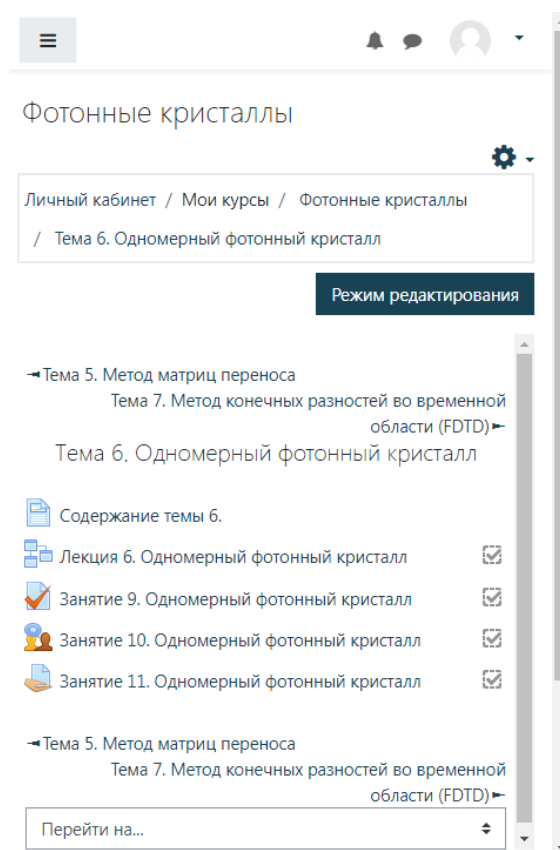 Фотонные кристаллы
Личный кабинет / Мои курсы / Фотонные кристаллы
/ Тема 6. Одномерный фотонный кристалл
Режим редактирования
Тема 5. Метод матриц переноса
Тема 7. Метод конечных разностей во временной
области (FDTD)
Тема 6. Одномерный фотонный кристалл
Содержание темы 6.
Лекция 6. Одномерный фотонный кристалл
Занятие 9. Одномерный фотонный кристалл
Занятие 10. Одномерный фотонный кристалл
Занятие 11. Одномерный фотонный кристалл
Тема 5. Метод матриц переноса
Тема 7. Метод конечных разностей во временной
области (FDTD)
Перейти на...